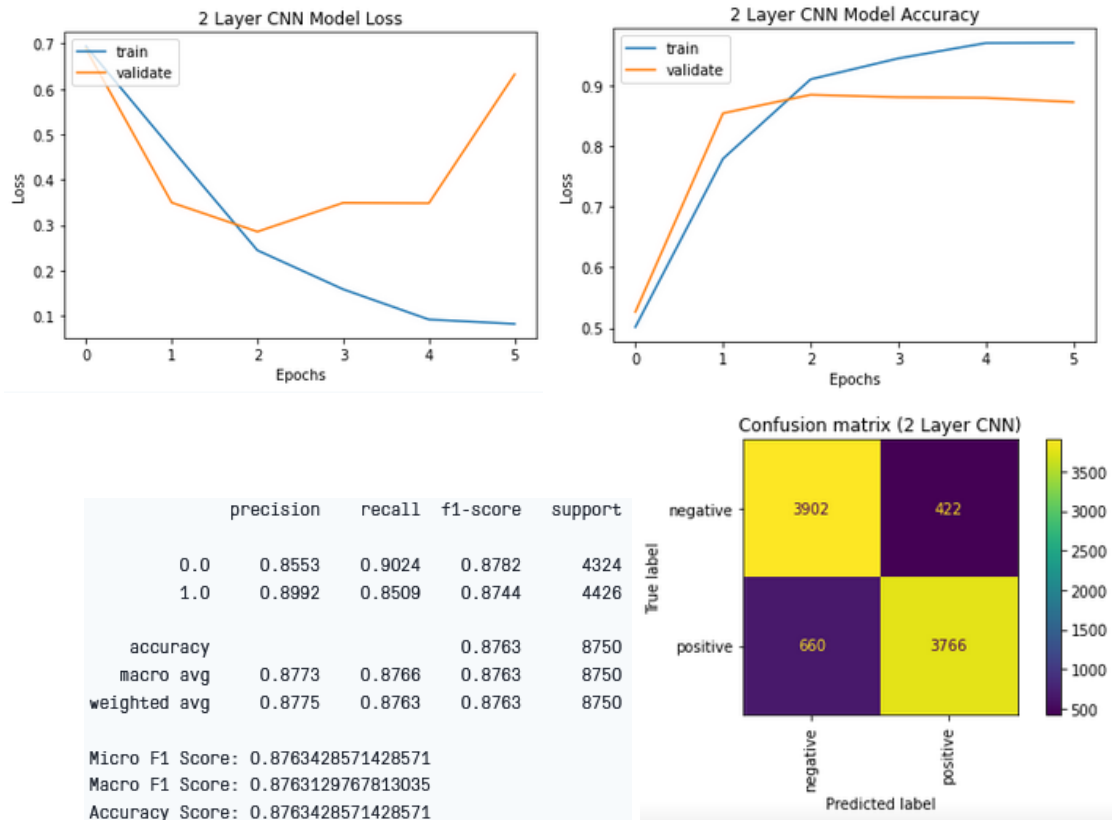 2 Layer CNN Model Loss
train
validate
0.7
0.6
0.5
0.4
0.3
0.2
0.1
Loss
0 1 2 3 4 5
Epochs
2 Layer CNN Model Accuracy
train
validate
0.9
0.8
0.7
0.6
0.5
Loss
0 1 2 3 4 5
Epochs
precision recall f1-score support
0.0 0.8553 0.9024 0.8782 4324
1.0 0.8992 0.8509 0.8744 4426
accuracy 0.8763 8750
macro avg 0.8773 0.8766 0.8763 8750
weighted avg 0.8775 0.8763 0.8763 8750
Micro F1 Score: 0.8763428571428571
Macro F1 Score: 0.8763129767813035
Accuracy Score: 0.8763428571428571
Confusion matrix (2 Layer CNN)
True label
negative 3902 422
positive 660 3766
negative positive
Predicted label
3500
3000
2500
2000
1500
1000
500